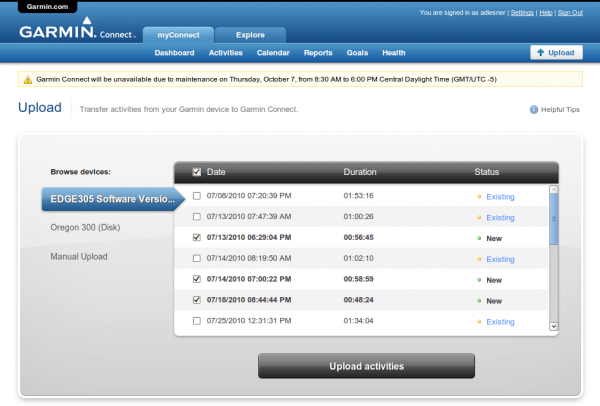 Garmin.com
You are signed in as adlesner | Settings | Help | Sign Out
GARMIN. Connect™
myConnect Explore
Dashboard Activities Calendar Reports Goals Health Upload
Garmin Connect will be unavailable due to maintenance on Thursday, October 7, from 8:30 AM to 6:00 PM Central Daylight Time (GMT/UTC -5)
Upload Transfer activities from your Garmin device to Garmin Connect. Helpful Tips
Browse devices:
EDGE305 Software Versio...
Oregon 300 (Disk)
Manual Upload
Date Duration Status
07/08/2010 07:20:39 PM 01:53:16 Existing
07/13/2010 07:47:39 AM 01:00:26 Existing
07/13/2010 06:29:04 PM 00:56:45 New
07/14/2010 08:19:50 AM 01:02:10 Existing
07/14/2010 07:00:22 PM 00:58:59 New
07/18/2010 08:44:44 PM 00:48:24 New
07/25/2010 12:31:31 PM 01:34:04 Existing
Upload activities